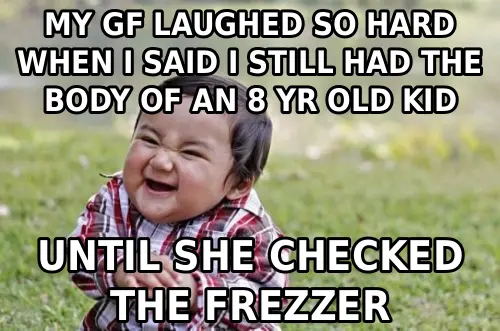 MY GF LAUGHED SO HARD
WHEN I SAID I STILL HAD THE
BODY OF AN 8 YR OLD KID
UNTIL SHE CHECKED
THE FREZZER